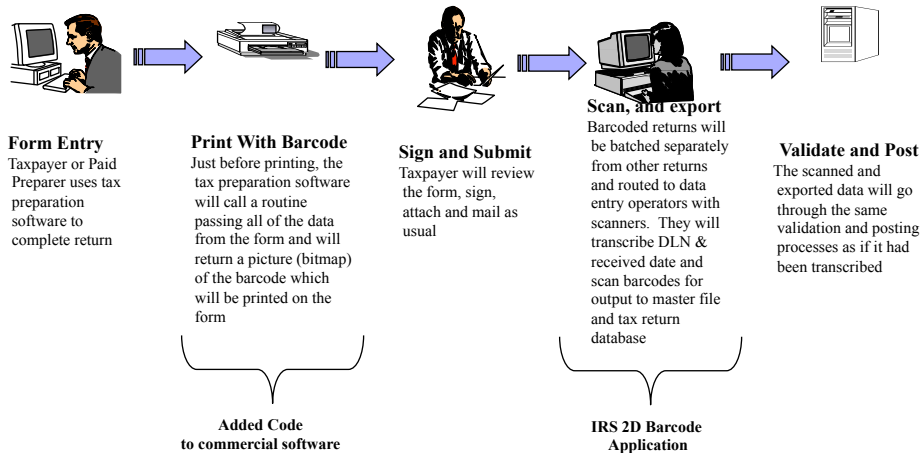 Form Entry
Taxpayer or Paid
Preparer uses tax
preparation
software to
complete return
Print With Barcode
Just before printing, the
tax preparation software
will call a routine
passing all of the data
from the form and will
return a picture (bitmap)
of the barcode which
will be printed on the
form
Sign and Submit
Taxpayer will review
the form, sign,
attach and mail as
usual
Scan, and export
Barcoded returns will
be batched separately
from other returns
and routed to data
entry operators with
scanners. They will
transcribe DLN &
received date and
scan barcodes for
output to master file
and tax return
database
Validate and Post
The scanned and
exported data will go
through the same
validation and posting
processes as if it had
been transcribed
Added Code
to commercial software
IRS 2D Barcode
Application